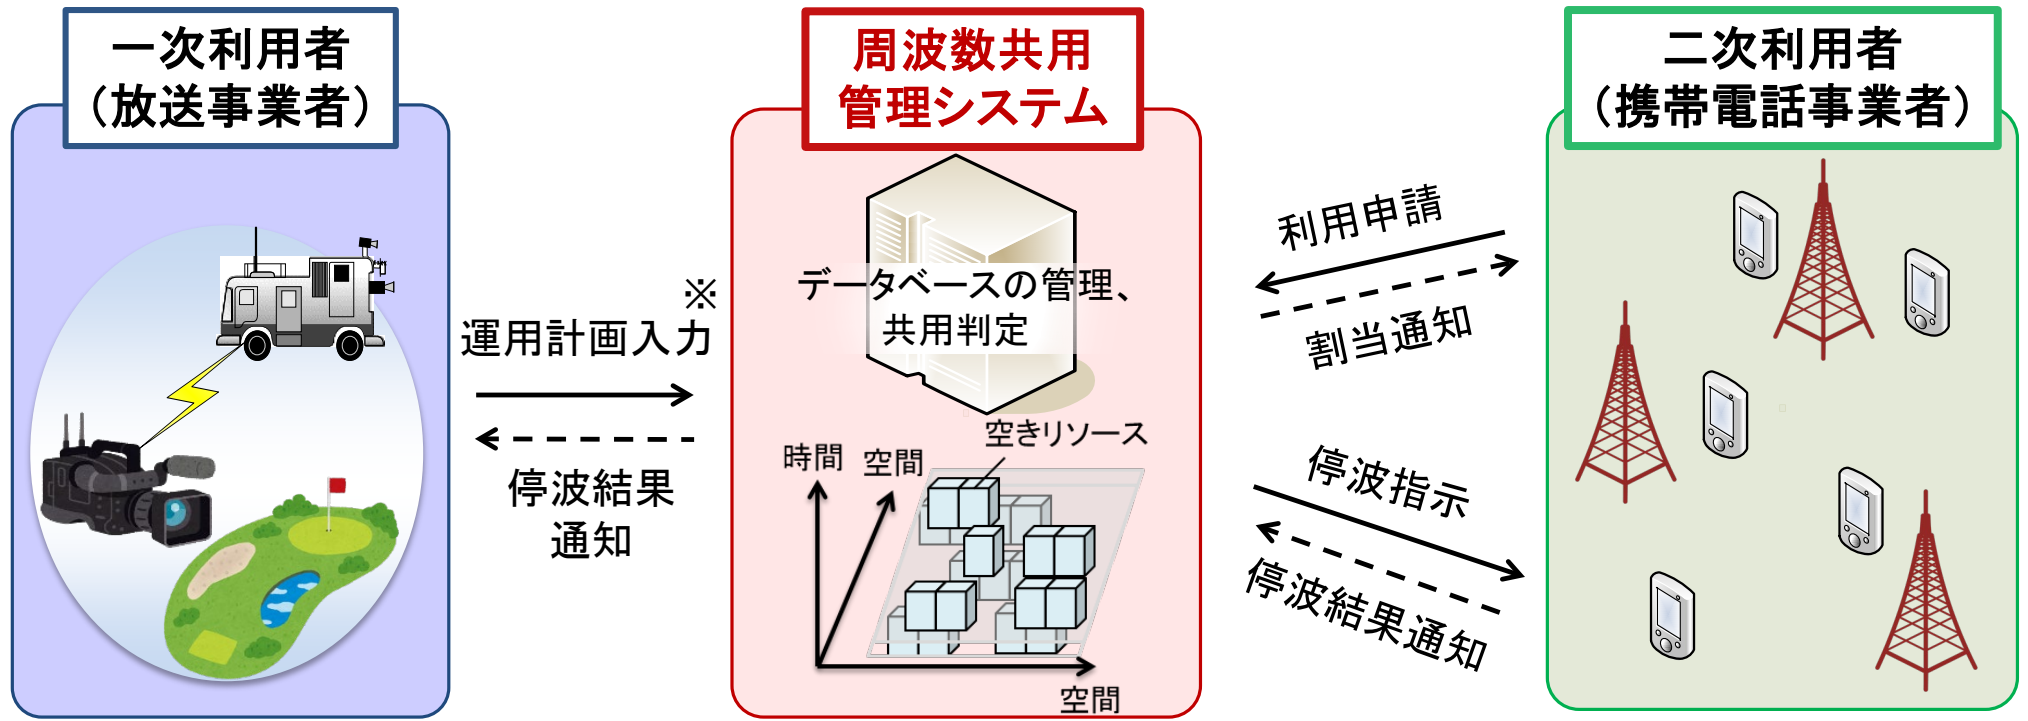 一次利用者
（放送事業者）
周波数共用
管理システム
二次利用者
（携帯電話事業者）
※
運用計画入力
停波結果
通知
データベースの管理、
共用判定
空きリソース
時間
空間
空間
利用申請
割当通知
停波指示
停波結果通知